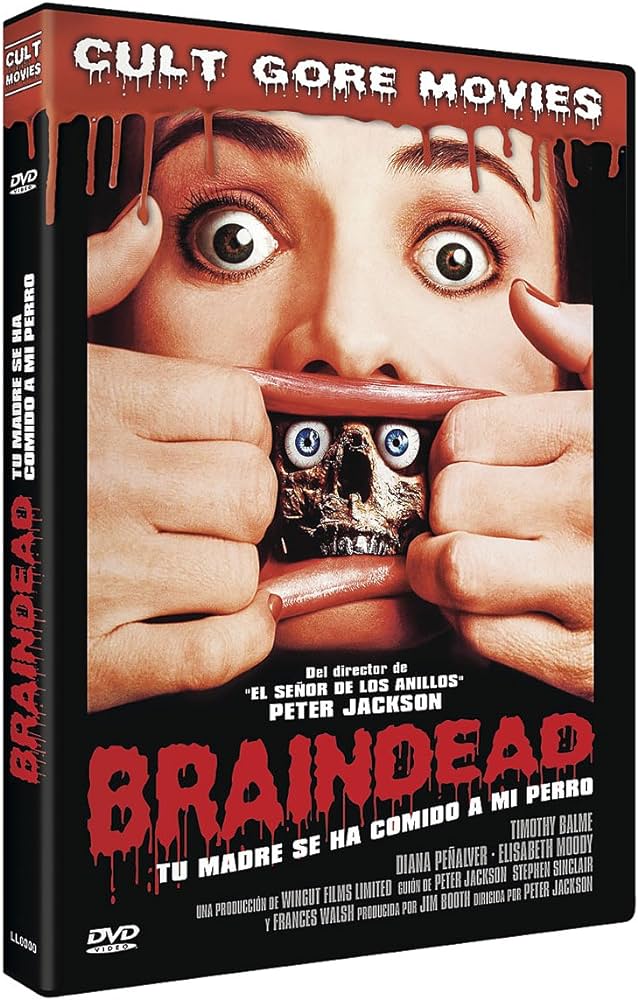 CULT
MOVIES
DVD
VIDEO
TU MADRE SE HA
COMIDO A MI PERRO
BRAINDEAD
LL0000
CULT GORE MOVIES
Del director de
"EL SEÑOR DE LOS ANILLOS"
PETER JACKSON
BRAINDEAD
TU MADRE SE HA COMIDO A MI PERRO
TIMOTHY BALME
DIANA PEÑALVER - ELISABETH MOODY
UNA PRODUCCIÓN DE WINGUT FILMS LIMITED GUIÓN DE PETER JACKSON STEPHEN SINCLAIR
Y FRANCES WALSH PRODUCIDA POR JIM BOOTH DIRIGIDA POR PETER JACKSON
DVD
VIDEO